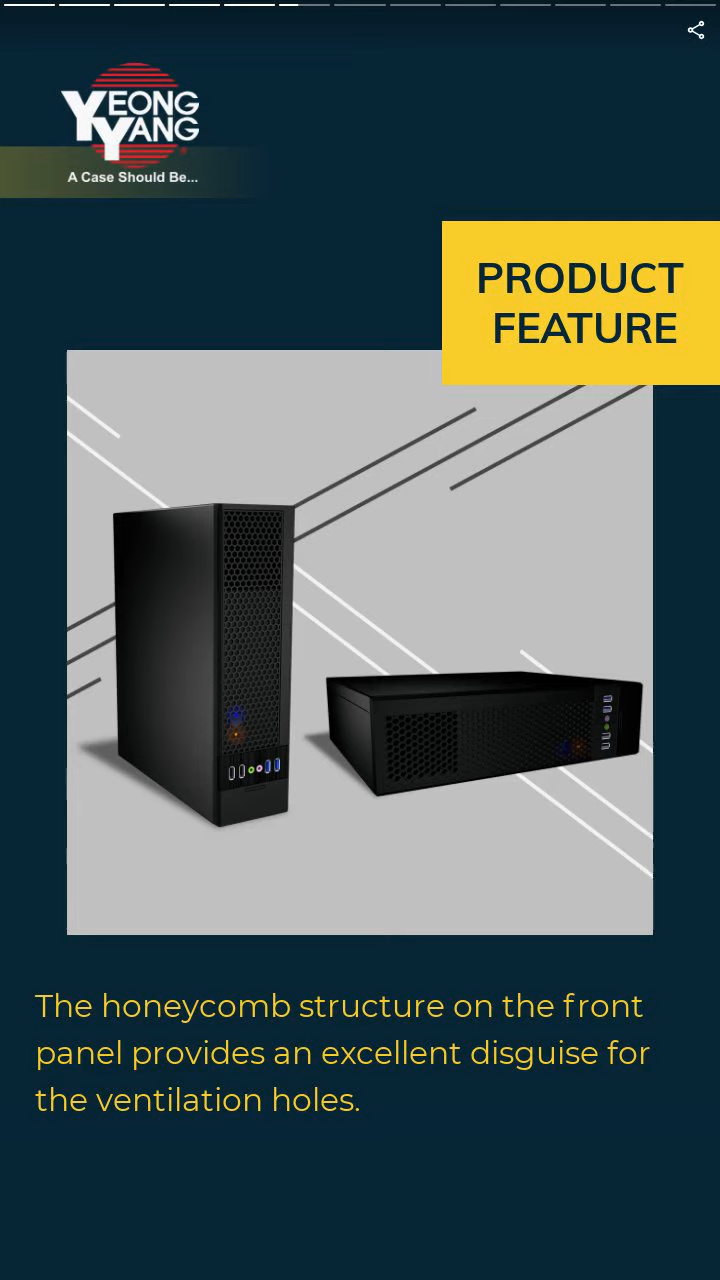 YEONG
YANG
A Case Should Be...
PRODUCT
FEATURE
The honeycomb structure on the front
panel provides an excellent disguise for
the ventilation holes.